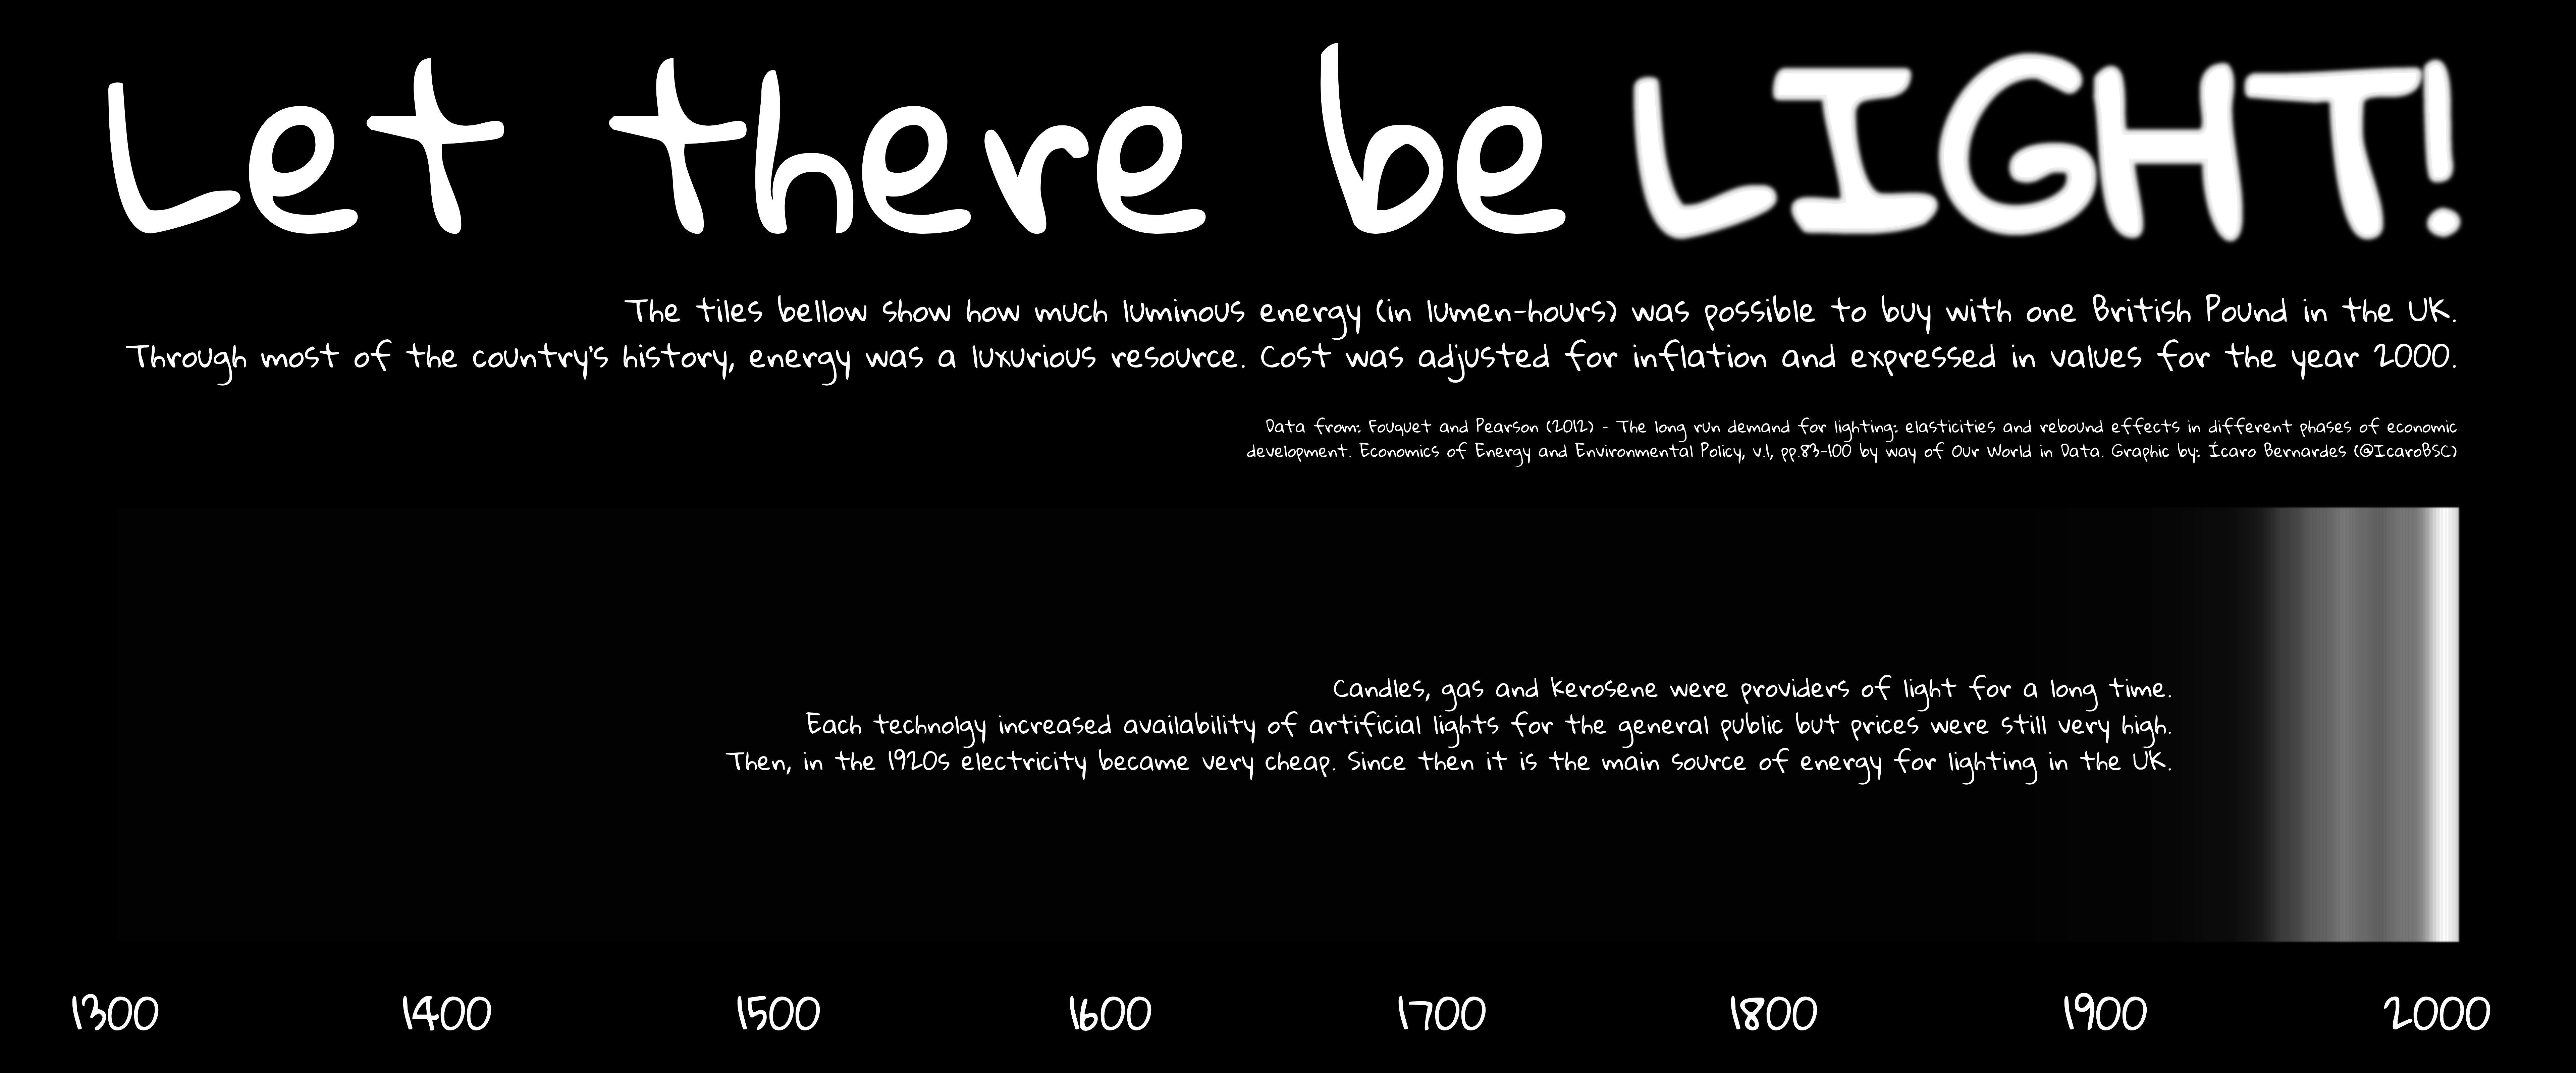 Let there be LIGHT!
The tiles bellow show how much luminous energy (in lumen-hours) was possible to buy with one British Pound in the UK.
Through most of the country's history, energy was a luxurious resource. Cost was adjusted for inflation and expressed in values for the year 2000.
Data from: Fouquet and Pearson (2012) - The long run demand for lighting: elasticities and rebound effects in different phases of economic
development. Economics of Energy and Environmental Policy, v.1, pp.83-100 by way of Our World in Data. Graphic by: Ícaro Bernardes (@IcaroBSC)
Candles, gas and kerosene were providers of light for a long time.
Each technolgy increased availability of artificial lights for the general public but prices were still very high.
Then, in the 1920s electricity became very cheap. Since then it is the main source of energy for lighting in the UK.
1300 1400 1500 1600 1700 1800 1900 2000